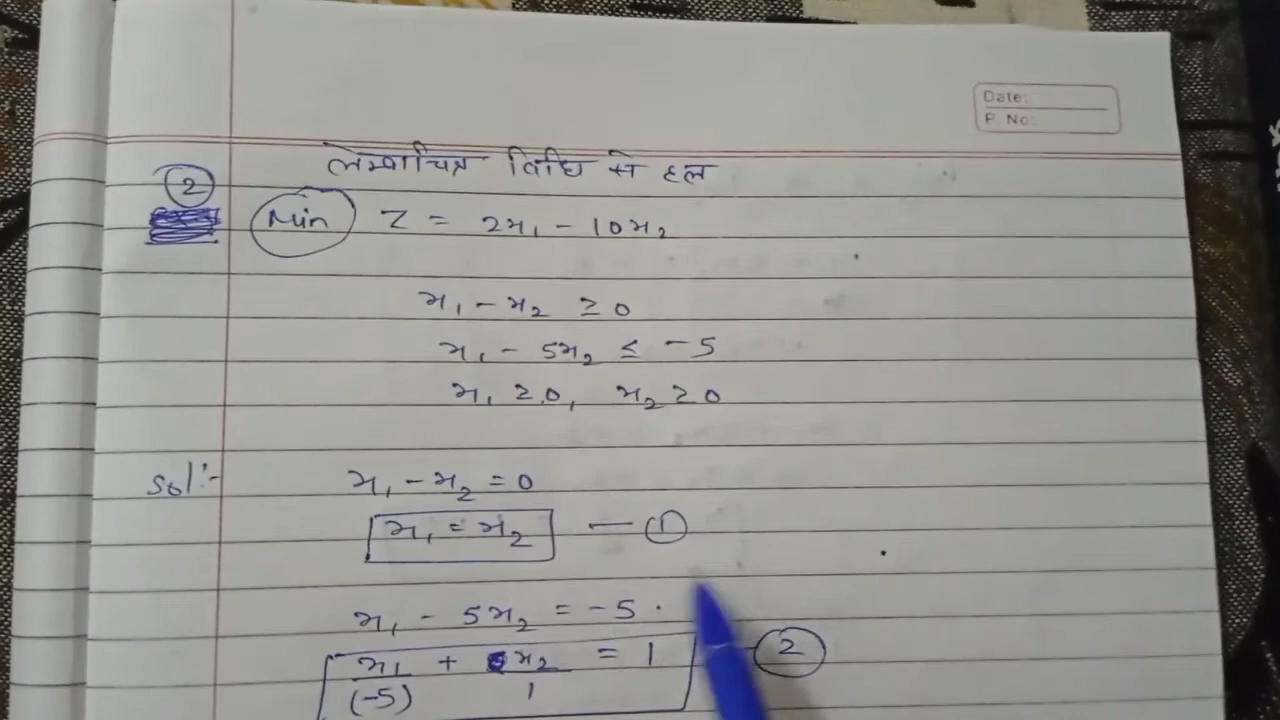 Date:
P. No:
लेखाचित्र विधि से हल
2
Min Z = 2x₁ - 10x₂
x₁ - x₂ ≥ 0
x₁ - 5x₂ ≤ -5
x₁ ≥ 0, x₂ ≥ 0
Sol:- x₁ - x₂ = 0
x₁ = x₂ — 1
x₁ - 5x₂ = -5
x₁/(-5) + x₂/1 = 1 — 2